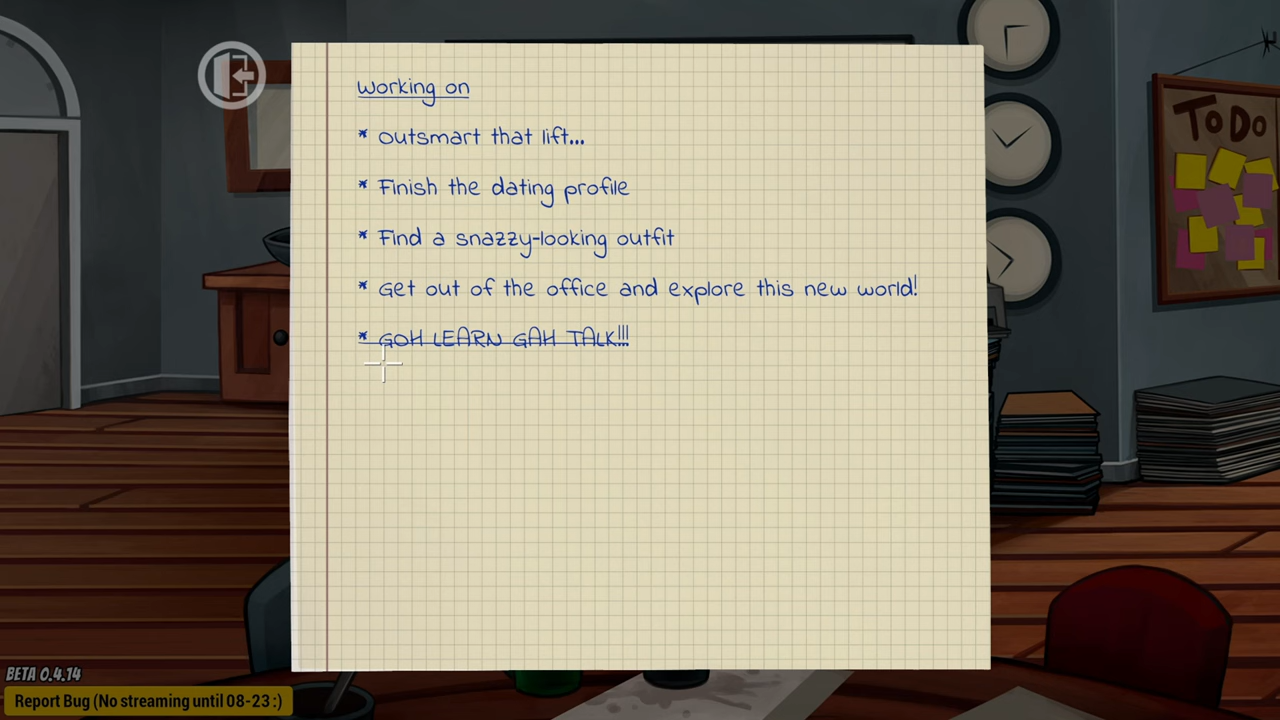 Working on
* Outsmart that lift...
* Finish the dating profile
* Find a snazzy-looking outfit
* Get out of the office and explore this new world!
* GOH LEARN GAH TALK!!!
ToDo
BETA 0.4.14
Report Bug (No streaming until 08-23 :)